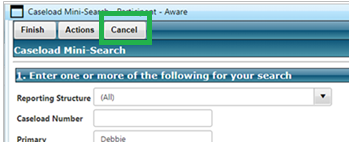 Caseload Mini-Search - Participant - Aware
Finish Actions Cancel
Caseload Mini-Search
1. Enter one or more of the following for your search
Reporting Structure (All)
Caseload Number
Primary Debbie